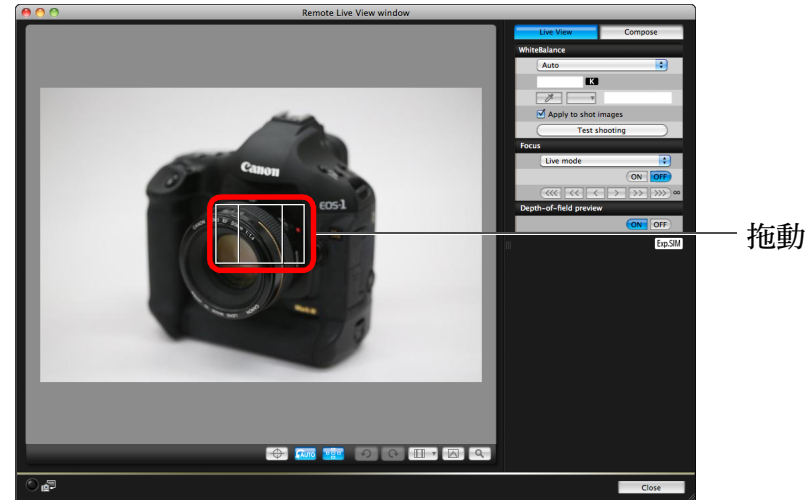 Remote Live View window
Live View
Compose
WhiteBalance
Auto
K
Apply to shot images
Test shooting
Focus
Live mode
ON OFF
<<< << < > >> >>> ∞
Depth-of-field preview
ON OFF
Exp.SIM
拖動
Canon
EOS-1
AUTO
Close